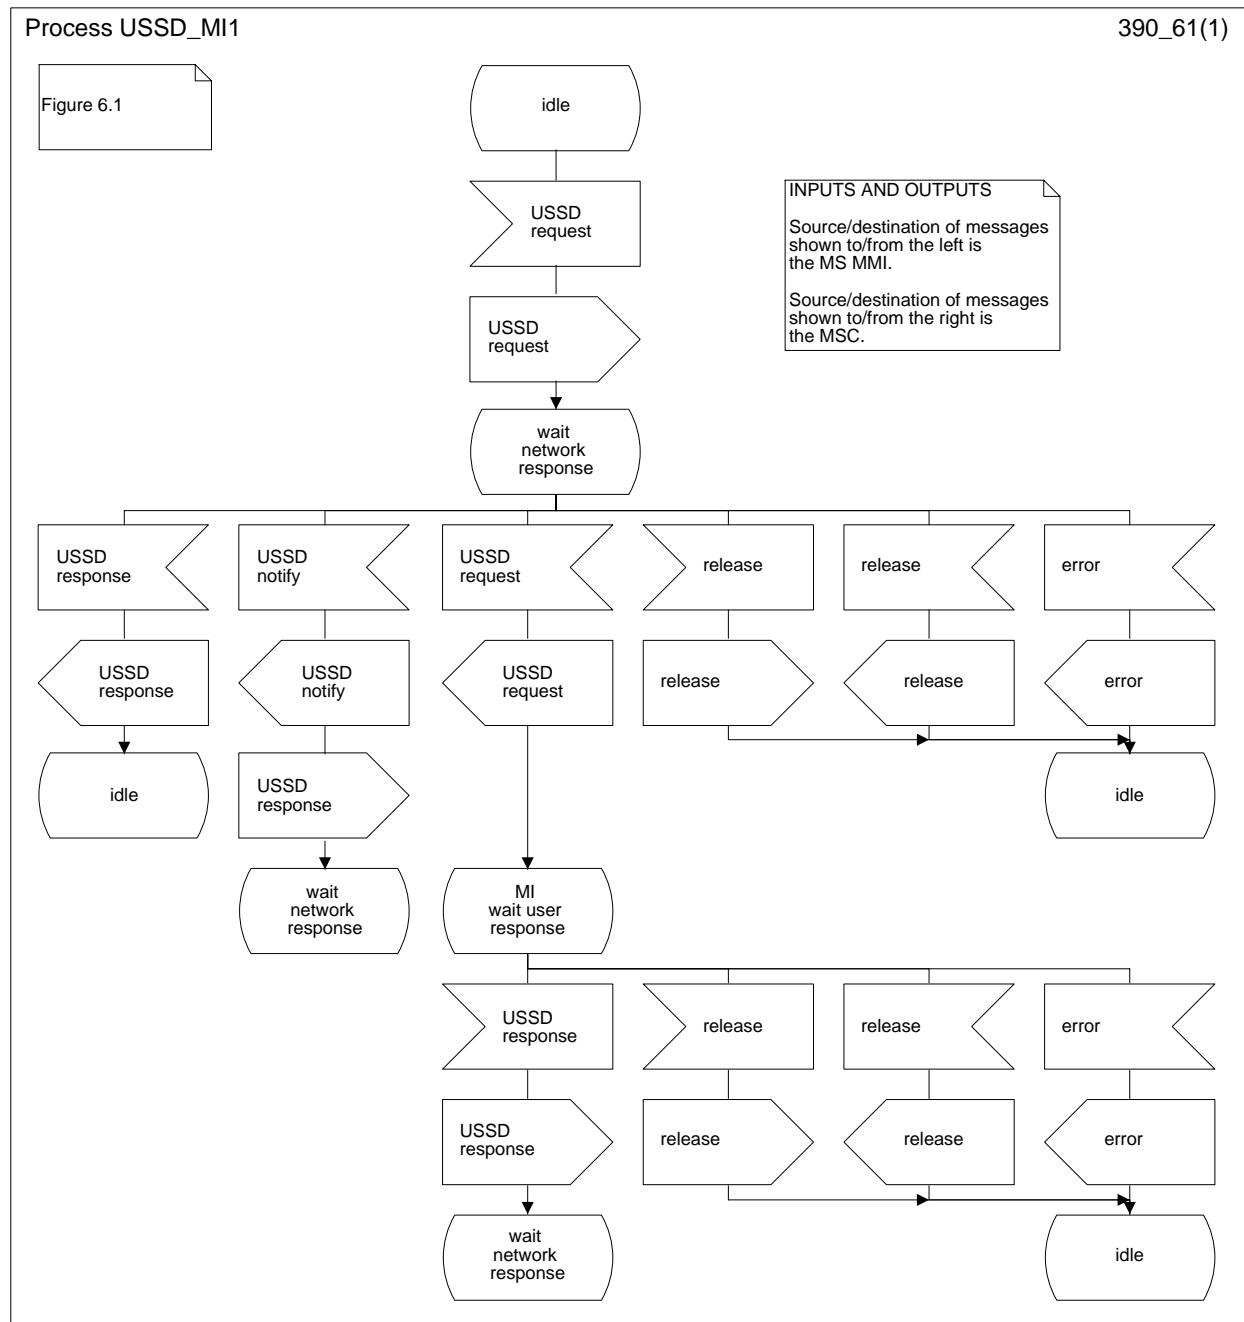 Process USSD_MI1
390_61(1)
Figure 6.1
idle
USSD
request
INPUTS AND OUTPUTS
Source/destination of messages
shown to/from the left is
the MS MMI.
Source/destination of messages
shown to/from the right is
the MSC.
USSD
request
wait
network
response
USSD
response
USSD
notify
USSD
request
release
release
error
USSD
response
USSD
notify
USSD
request
release
release
error
idle
USSD
response
idle
wait
network
response
MI
wait user
response
USSD
response
release
release
error
USSD
response
release
release
error
wait
network
response
idle